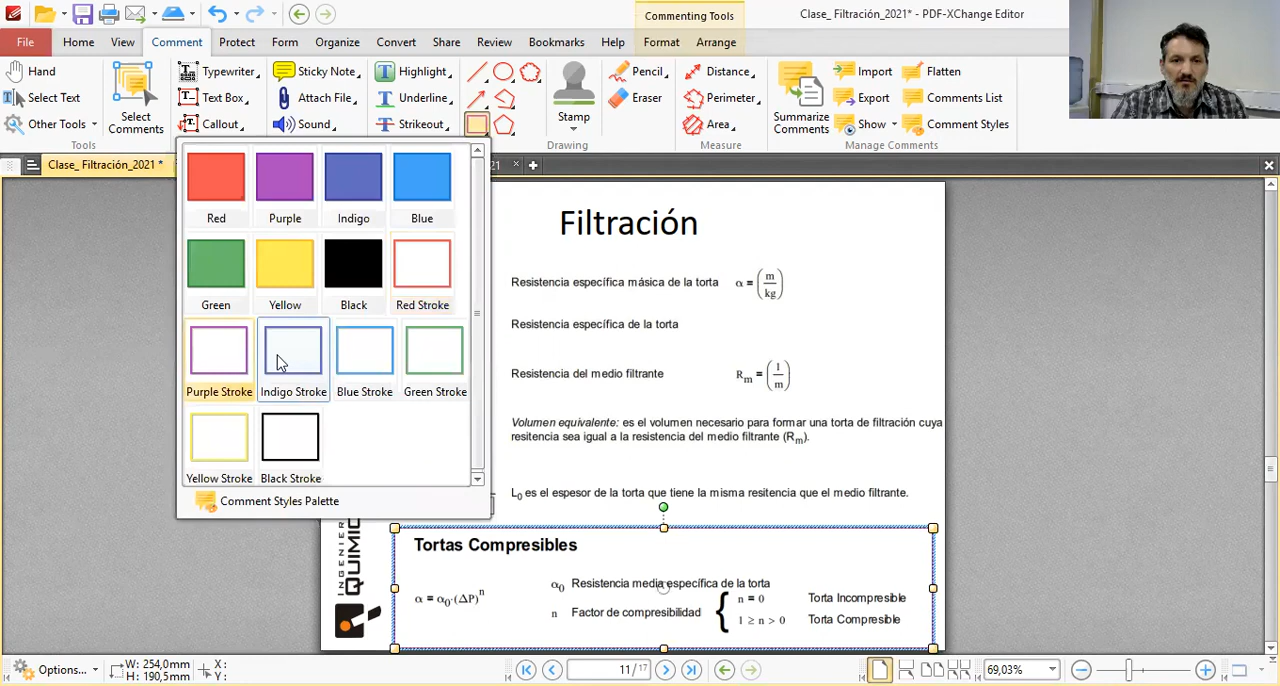 Commenting Tools
Clase_ Filtración_2021* - PDF-XChange Editor
File Home View Comment Protect Form Organize Convert Share Review Bookmarks Help Format Arrange
Hand
Select Text
Other Tools
Select Comments
Tools
Typewriter
Text Box
Callout
Sticky Note
Attach File
Sound
Highlight
Underline
Strikeout
Pencil
Eraser
Drawing
Stamp
Distance
Perimeter
Area
Measure
Summarize Comments
Import
Export
Show
Flatten
Comments List
Comment Styles
Manage Comments
Clase_ Filtración_2021 *
21
Red Purple Indigo Blue
Green Yellow Black Red Stroke
Purple Stroke Indigo Stroke Blue Stroke Green Stroke
Yellow Stroke Black Stroke
Comment Styles Palette
Filtración
Resistencia específica másica de la torta α = (m/kg)
Resistencia específica de la torta
Resistencia del medio filtrante Rm = (1/m)
Volumen equivalente: es el volumen necesario para formar una torta de filtración cuya
resitencia sea igual a la resistencia del medio filtrante (Rm).
L0 es el espesor de la torta que tiene la misma resitencia que el medio filtrante.
INGENIER
QUIMIC
Tortas Compresibles
α = α0·(ΔP)^n
α0 Resistencia media específica de la torta
n Factor de compresibilidad
n = 0 Torta Incompresible
1 ≥ n > 0 Torta Compresible
Options...
W: 254,0mm
H: 190,5mm
X:
Y:
11/17
69,03%